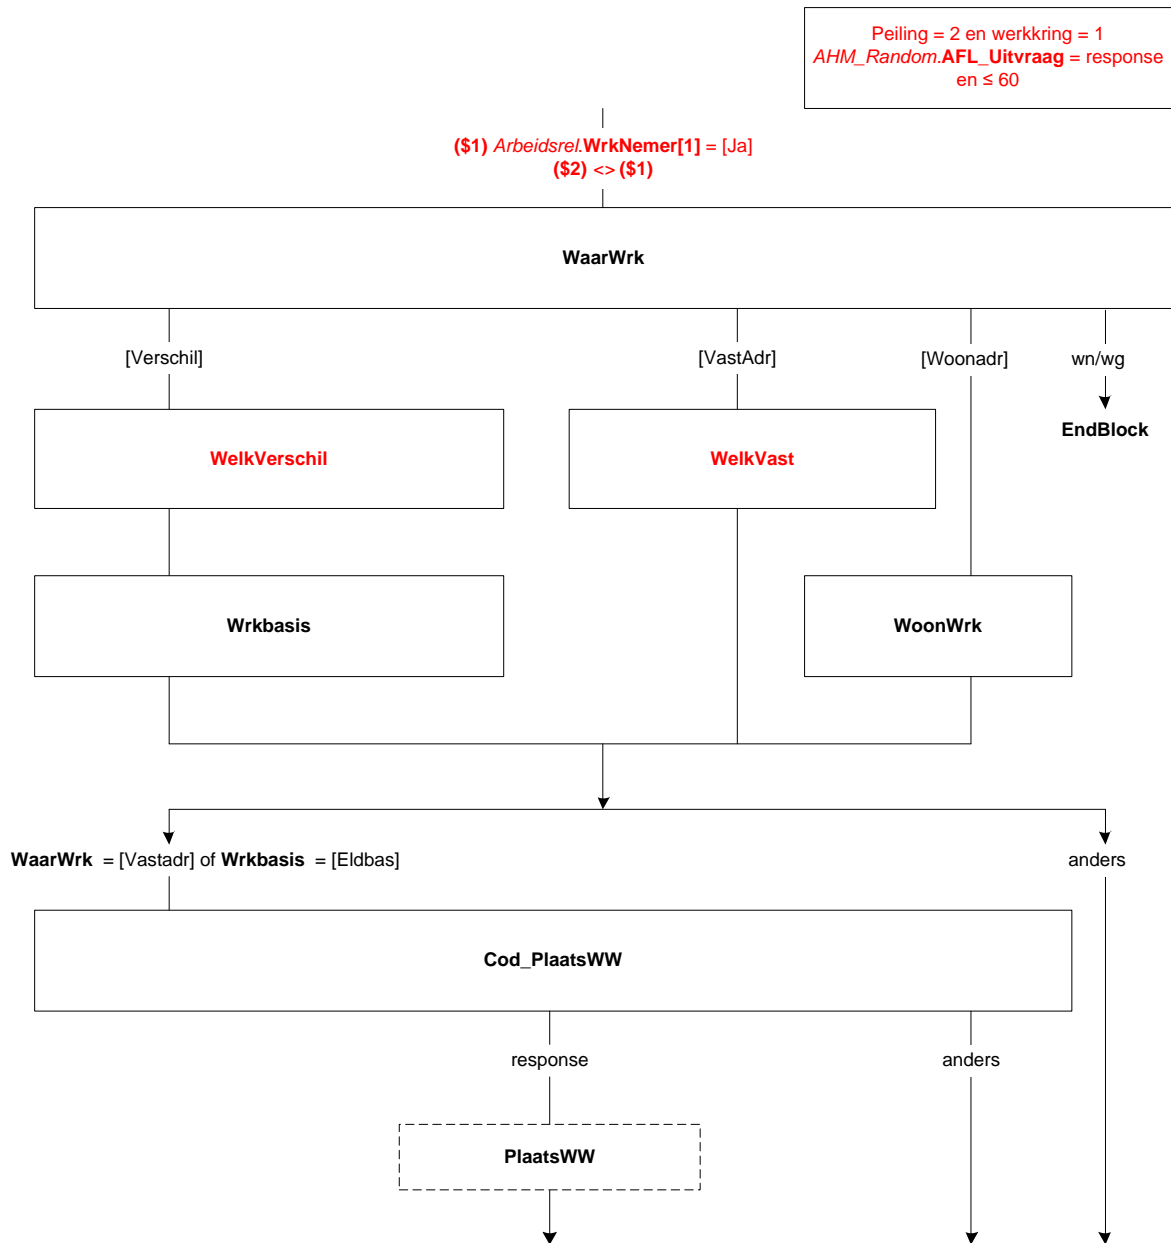 Peiling = 2 en werkkring = 1
AHM_Random.AFL_Uitvraag = response
en ≤ 60
($1) Arbeidsrel.WrkNemer[1] = [Ja]
($2) <> ($1)
WaarWrk
[Verschil]
[VastAdr]
[Woonadr]
wn/wg
EndBlock
WelkVerschil
WelkVast
Wrkbasis
WoonWrk
WaarWrk = [Vastadr] of Wrkbasis = [Eldbas]
anders
Cod_PlaatsWW
response
anders
PlaatsWW